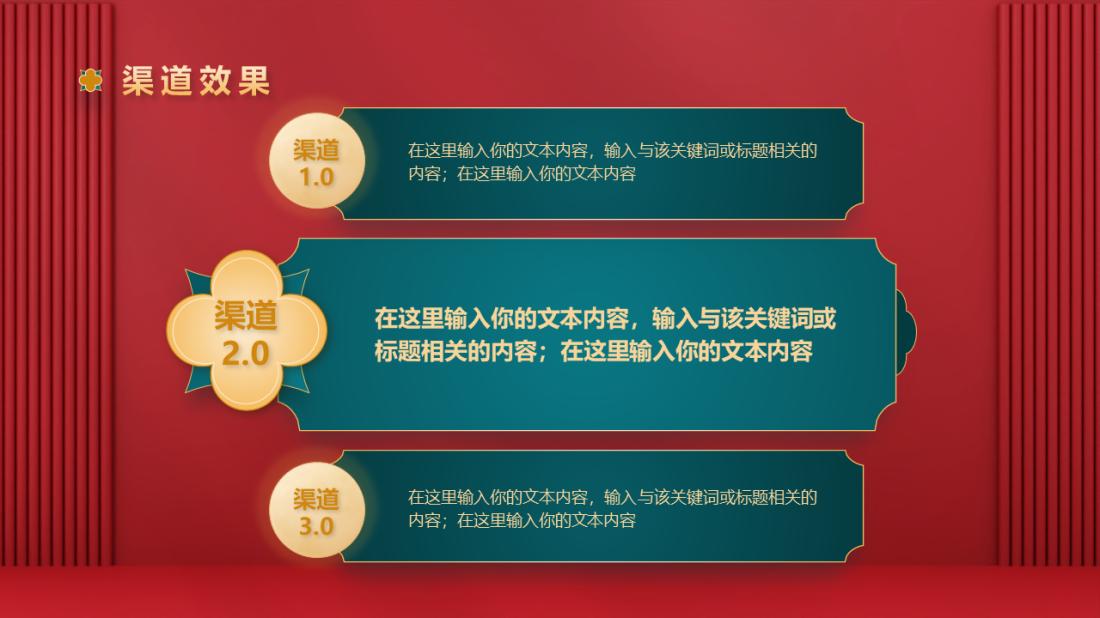 渠道效果
渠道
1.0
在这里输入你的文本内容，输入与该关键词或标题相关的
内容；在这里输入你的文本内容
渠道
2.0
在这里输入你的文本内容，输入与该关键词或
标题相关的内容；在这里输入你的文本内容
渠道
3.0
在这里输入你的文本内容，输入与该关键词或标题相关的
内容；在这里输入你的文本内容